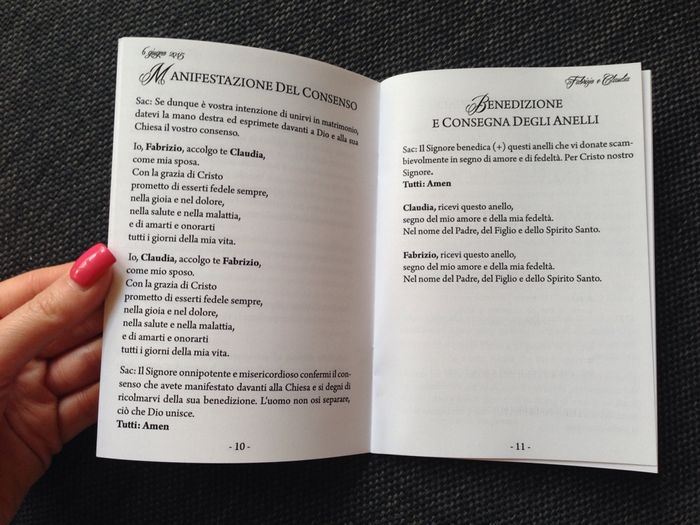 6 giugno 2015
MANIFESTAZIONE DEL CONSENSO
Sac: Se dunque è vostra intenzione di unirvi in matrimonio,
datevi la mano destra ed esprimete davanti a Dio e alla sua
Chiesa il vostro consenso.
Io, Fabrizio, accolgo te Claudia,
come mia sposa.
Con la grazia di Cristo
prometto di esserti fedele sempre,
nella gioia e nel dolore,
nella salute e nella malattia,
e di amarti e onorarti
tutti i giorni della mia vita.
Io, Claudia, accolgo te Fabrizio,
come mio sposo.
Con la grazia di Cristo
prometto di esserti fedele sempre,
nella gioia e nel dolore,
nella salute e nella malattia,
e di amarti e onorarti
tutti i giorni della mia vita.
Sac: Il Signore onnipotente e misericordioso confermi il con-
senso che avete manifestato davanti alla Chiesa e si degni di
ricolmarvi della sua benedizione. L'uomo non osi separare,
ciò che Dio unisce.
Tutti: Amen
- 10 -
Fabrizio e Claudia
BENEDIZIONE
E CONSEGNA DEGLI ANELLI
Sac: Il Signore benedica (+) questi anelli che vi donate scam-
bievolmente in segno di amore e di fedeltà. Per Cristo nostro
Signore.
Tutti: Amen
Claudia, ricevi questo anello,
segno del mio amore e della mia fedeltà.
Nel nome del Padre, del Figlio e dello Spirito Santo.
Fabrizio, ricevi questo anello,
segno del mio amore e della mia fedeltà.
Nel nome del Padre, del Figlio e dello Spirito Santo.
- 11 -